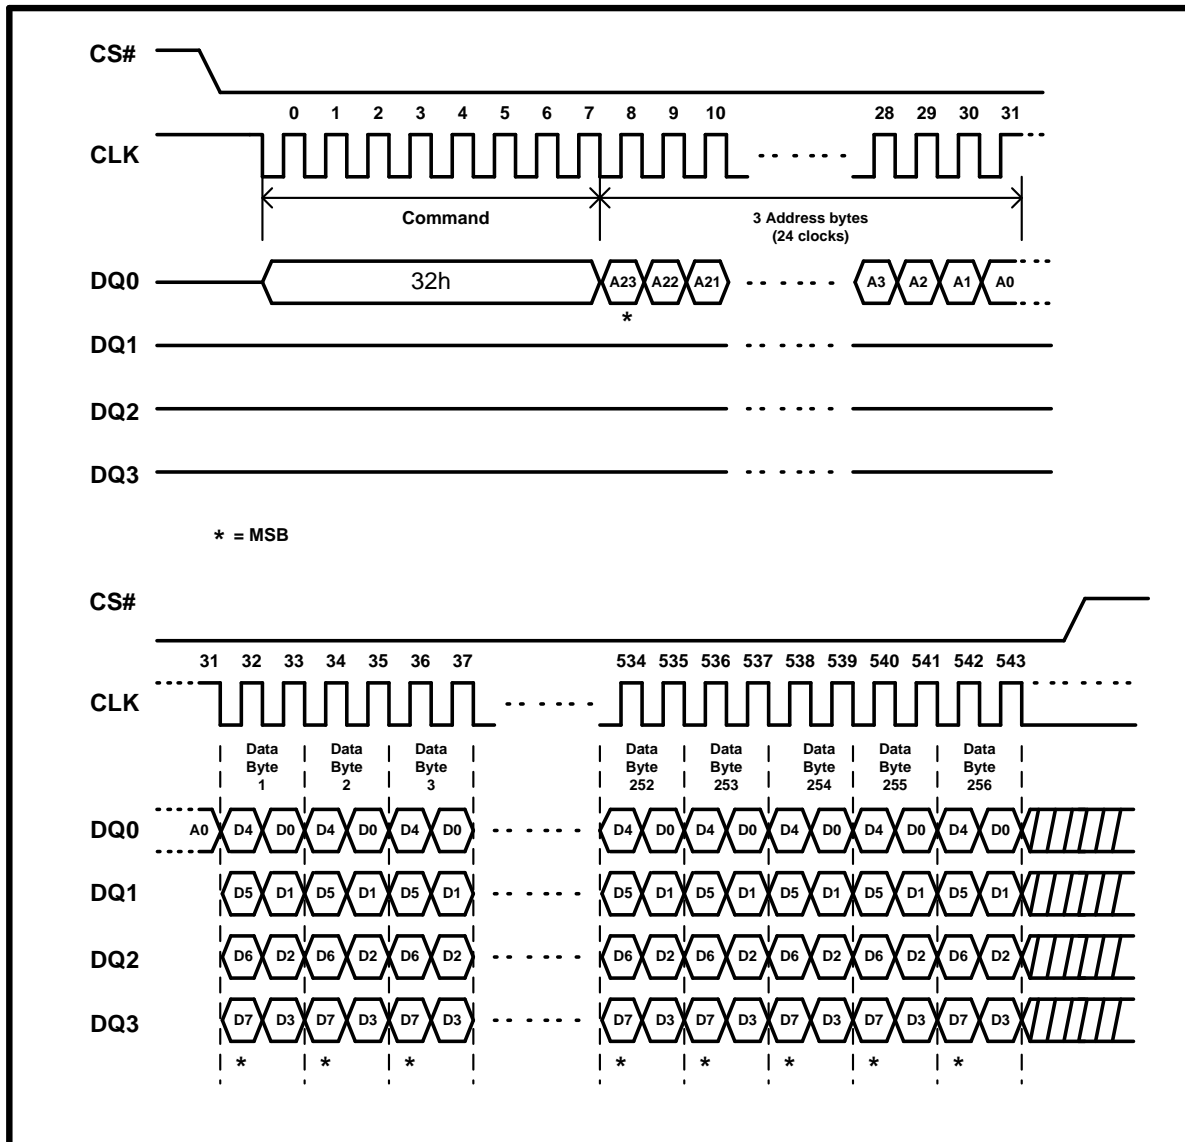 CS#
0 1 2 3 4 5 6 7 8 9 10 28 29 30 31
CLK
Command 3 Address bytes
(24 clocks)
DQ0 32h A23 A22 A21 A3 A2 A1 A0
*
DQ1
DQ2
DQ3
* = MSB
CS#
31 32 33 34 35 36 37 534 535 536 537 538 539 540 541 542 543
CLK
Data Data Data Data Data Data Data Data
Byte Byte Byte Byte Byte Byte Byte Byte
1 2 3 252 253 254 255 256
DQ0 A0 D4 D0 D4 D0 D4 D0 D4 D0 D4 D0 D4 D0 D4 D0 D4 D0
DQ1 D5 D1 D5 D1 D5 D1 D5 D1 D5 D1 D5 D1 D5 D1 D5 D1
DQ2 D6 D2 D6 D2 D6 D2 D6 D2 D6 D2 D6 D2 D6 D2 D6 D2
DQ3 D7 D3 D7 D3 D7 D3 D7 D3 D7 D3 D7 D3 D7 D3 D7 D3
* * * * * * * *